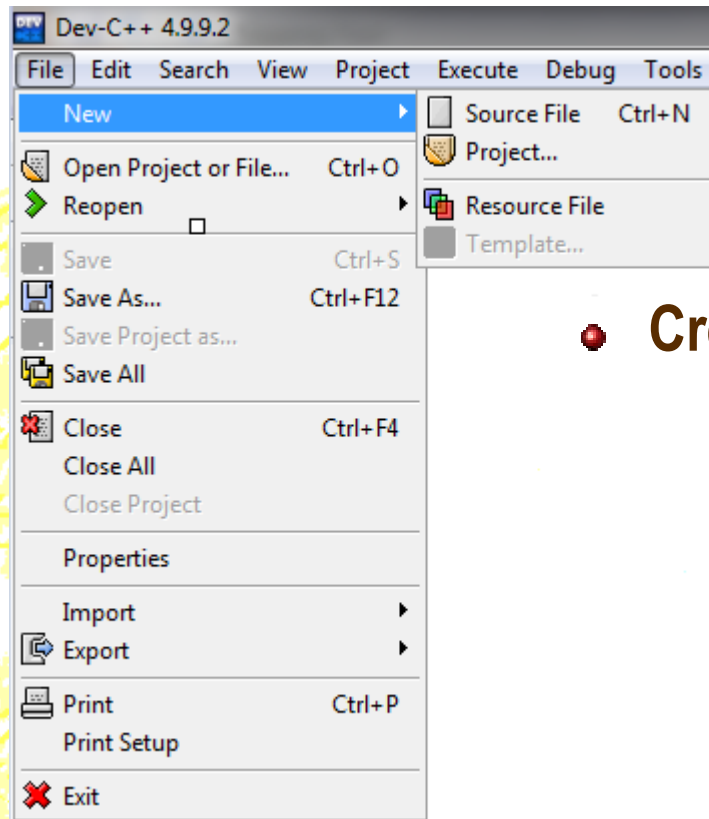 Dev-C++ 4.9.9.2
File Edit Search View Project Execute Debug Tools
New
Source File Ctrl+N
Project...
Resource File
Template...
Open Project or File... Ctrl+O
Reopen
Save Ctrl+S
Save As... Ctrl+F12
Save Project as...
Save All
Close Ctrl+F4
Close All
Close Project
Properties
Import
Export
Print Ctrl+P
Print Setup
Exit